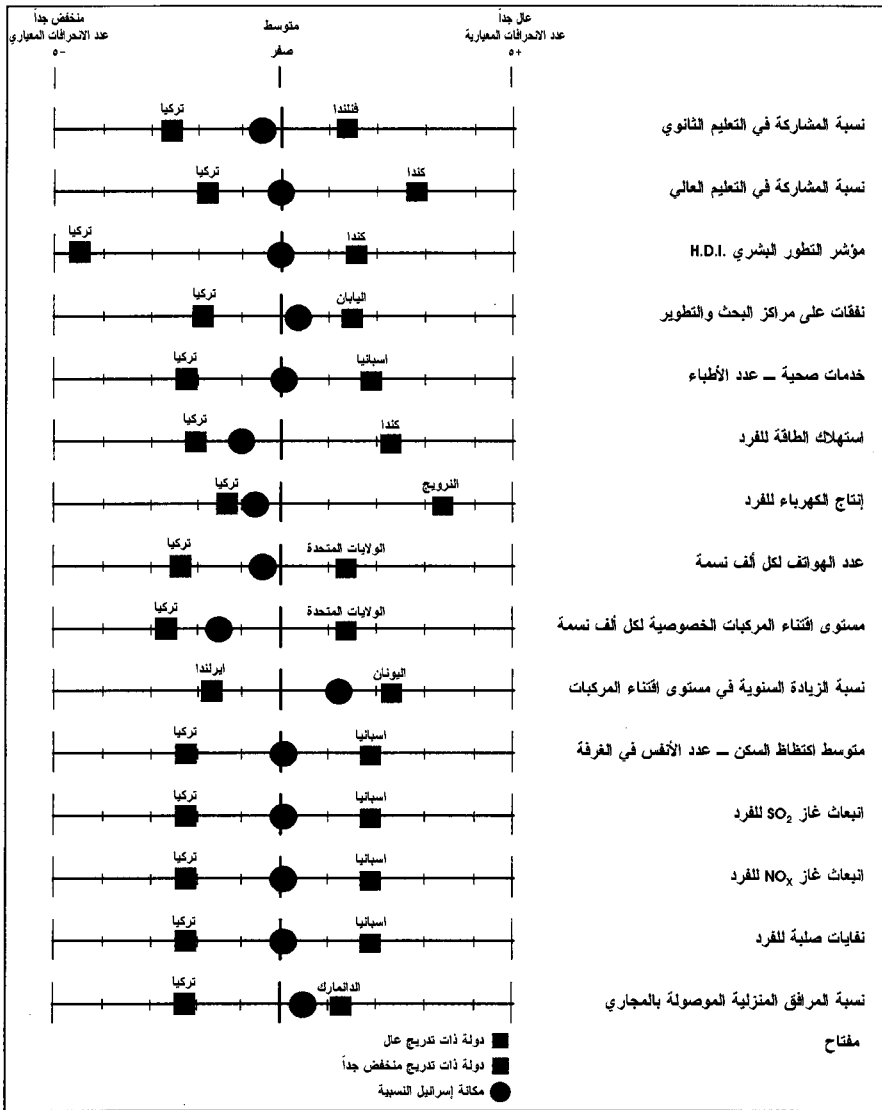 عال جداً
عدد الانحرافات المعيارية
+٥
متوسط
صفر
منخفض جداً
عدد الانحرافات المعياري
-٥
نسبة المشاركة في التعليم الثانوي
فنلندا
تركيا
نسبة المشاركة في التعليم العالي
كندا
تركيا
مؤشر التطور البشري H.D.I.
كندا
تركيا
نفقات على مراكز البحث والتطوير
اليابان
تركيا
خدمات صحية – عدد الأطباء
اسبانيا
تركيا
استهلاك الطاقة للفرد
كندا
تركيا
إنتاج الكهرباء للفرد
النرويج
تركيا
عدد الهواتف لكل ألف نسمة
الولايات المتحدة
تركيا
مستوى اقتناء المركبات الخصوصية لكل ألف نسمة
الولايات المتحدة
تركيا
نسبة الزيادة السنوية في مستوى اقتناء المركبات
اليونان
ايرلندا
متوسط اكتظاظ السكن – عدد الأنفس في الغرفة
اسبانيا
تركيا
انبعاث غاز SO₂ للفرد
اسبانيا
تركيا
انبعاث غاز NOₓ للفرد
اسبانيا
تركيا
نفايات صلبة للفرد
اسبانيا
تركيا
نسبة المرافق المنزلية الموصولة بالمجاري
الدانمارك
تركيا
مفتاح
دولة ذات تدريج عال
دولة ذات تدريج منخفض جداً
مكانة إسرائيل النسبية